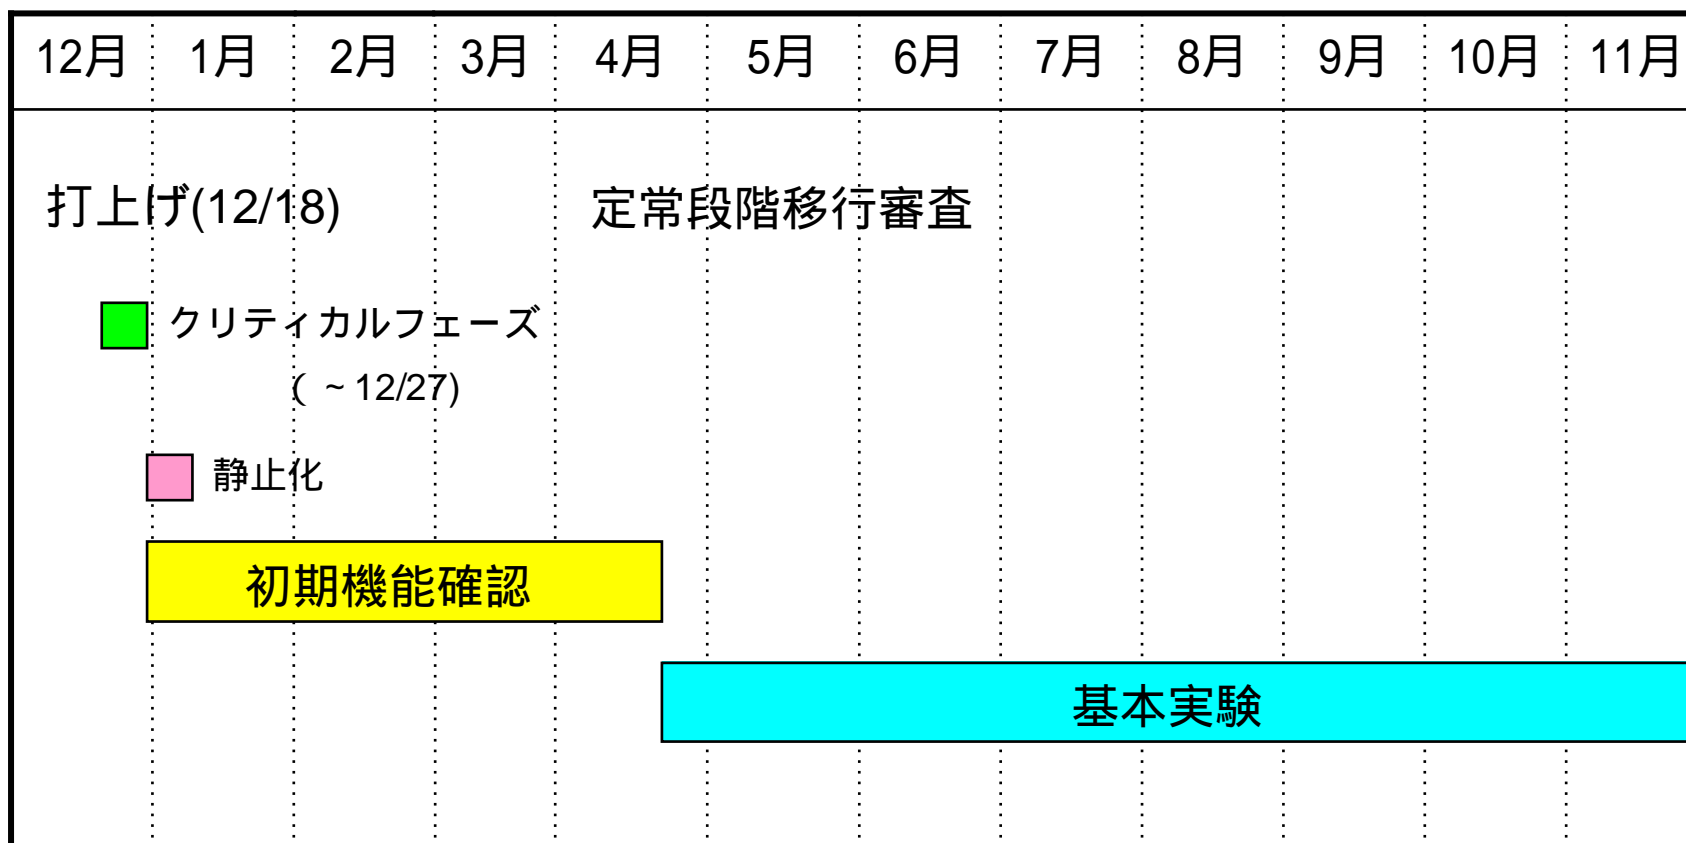 12月 1月 2月 3月 4月 5月 6月 7月 8月 9月 10月 11月
打上げ(12/18) 定常段階移行審査
クリティカルフェーズ
(~12/27)
静止化
初期機能確認
基本実験